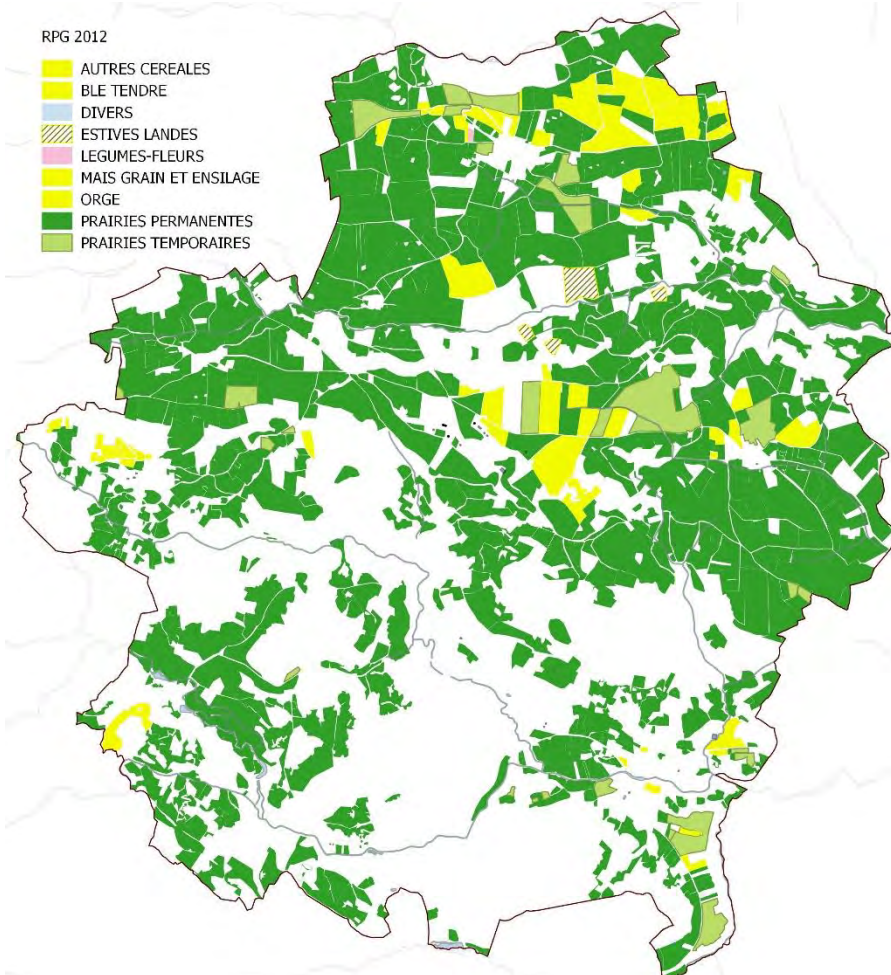 RPG 2012
AUTRES CEREALES
BLE TENDRE
DIVERS
ESTIVES LANDES
LEGUMES-FLEURS
MAIS GRAIN ET ENSILAGE
ORGE
PRAIRIES PERMANENTES
PRAIRIES TEMPORAIRES